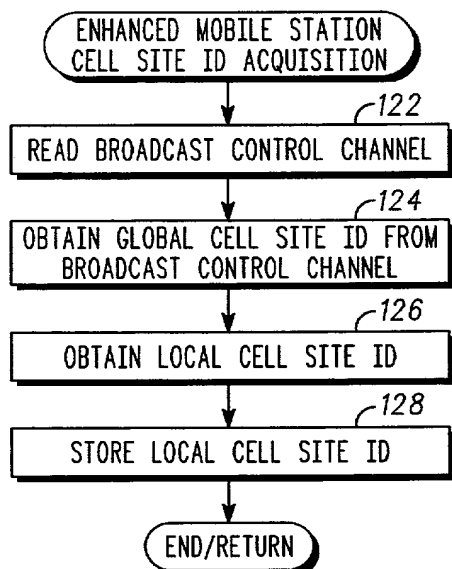 ENHANCED MOBILE STATION
CELL SITE ID ACQUISITION
122
READ BROADCAST CONTROL CHANNEL
124
OBTAIN GLOBAL CELL SITE ID FROM
BROADCAST CONTROL CHANNEL
126
OBTAIN LOCAL CELL SITE ID
128
STORE LOCAL CELL SITE ID
END/RETURN